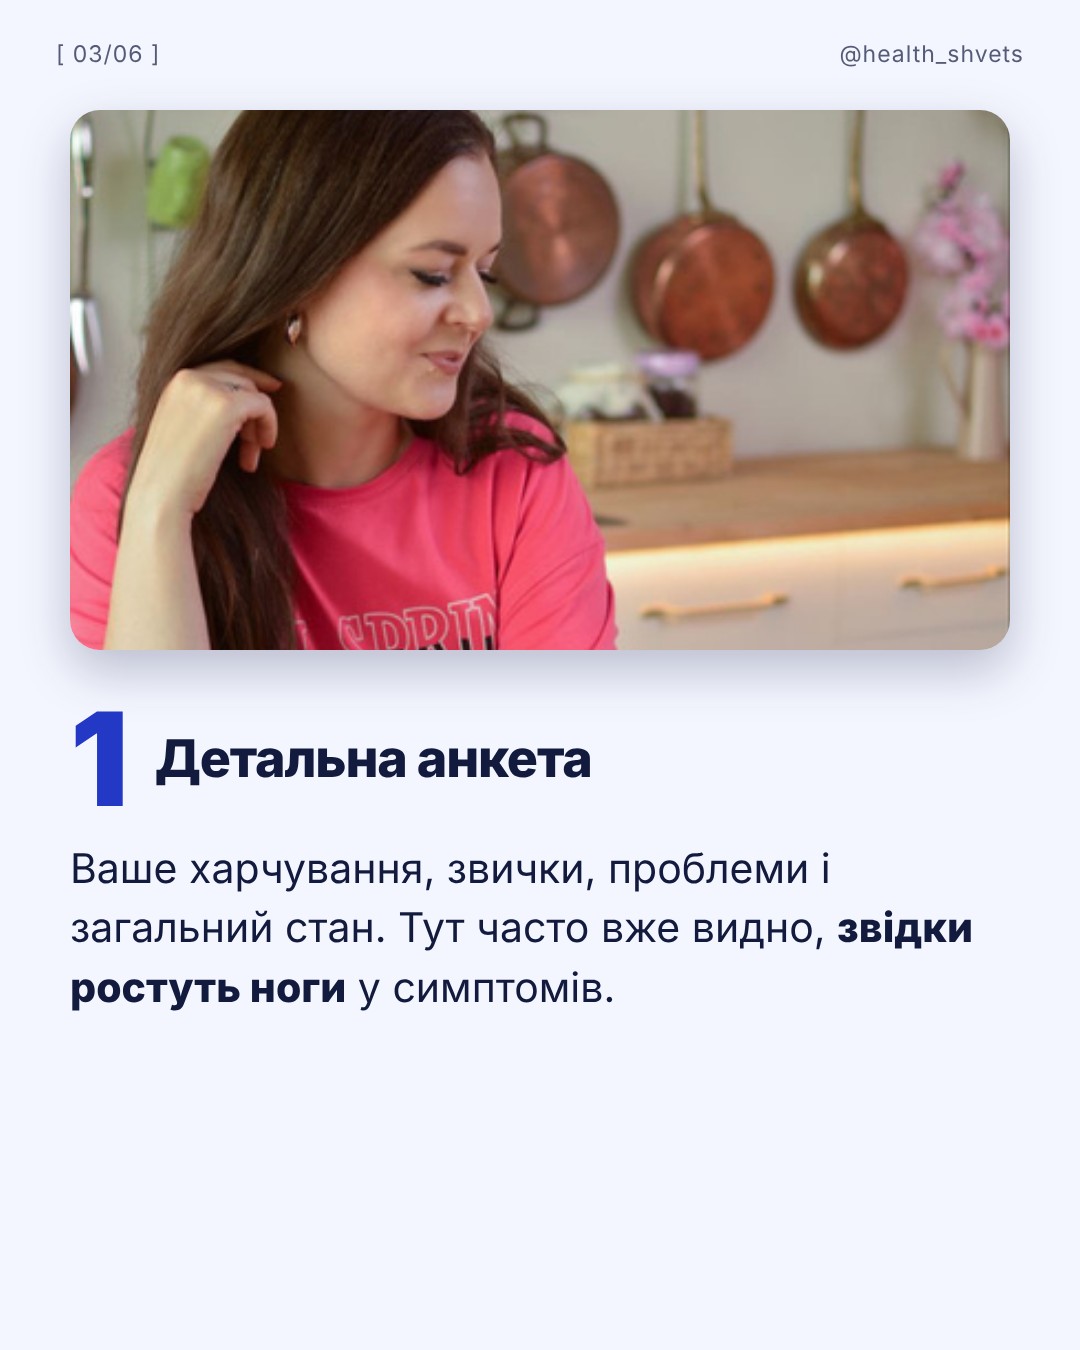 [ 03/06 ]
@health_shvets
1 Детальна анкета
Ваше харчування, звички, проблеми і
загальний стан. Тут часто вже видно, звідки
ростуть ноги у симптомів.